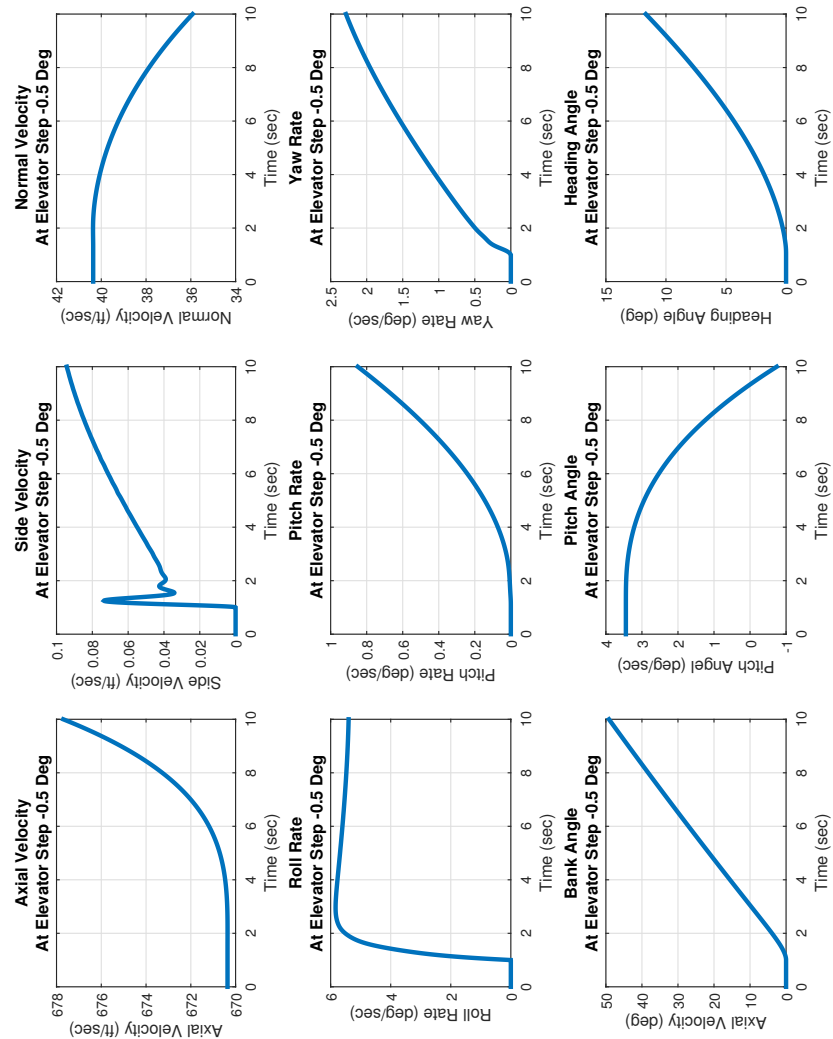 Axial Velocity
At Elevator Step -0.5 Deg
Axial Velocity (ft/sec)
678
676
674
672
670
0 2 4 6 8 10
Time (sec)
Side Velocity
At Elevator Step -0.5 Deg
Side Velocity (ft/sec)
0.1
0.08
0.06
0.04
0.02
0
0 2 4 6 8 10
Time (sec)
Normal Velocity
At Elevator Step -0.5 Deg
Normal Velocity (ft/sec)
42
40
38
36
34
0 2 4 6 8 10
Time (sec)
Roll Rate
At Elevator Step -0.5 Deg
Roll Rate (deg/sec)
6
4
2
0
0 2 4 6 8 10
Time (sec)
Pitch Rate
At Elevator Step -0.5 Deg
Pitch Rate (deg/sec)
1
0.8
0.6
0.4
0.2
0
0 2 4 6 8 10
Time (sec)
Yaw Rate
At Elevator Step -0.5 Deg
Yaw Rate (deg/sec)
2.5
2
1.5
1
0.5
0
0 2 4 6 8 10
Time (sec)
Bank Angle
At Elevator Step -0.5 Deg
Axial Velocity (deg)
50
40
30
20
10
0
0 2 4 6 8 10
Time (sec)
Pitch Angle
At Elevator Step -0.5 Deg
Pitch Angel (deg/sec)
4
3
2
1
0
-1
0 2 4 6 8 10
Time (sec)
Heading Angle
At Elevator Step -0.5 Deg
Heading Angle (deg)
15
10
5
0
0 2 4 6 8 10
Time (sec)